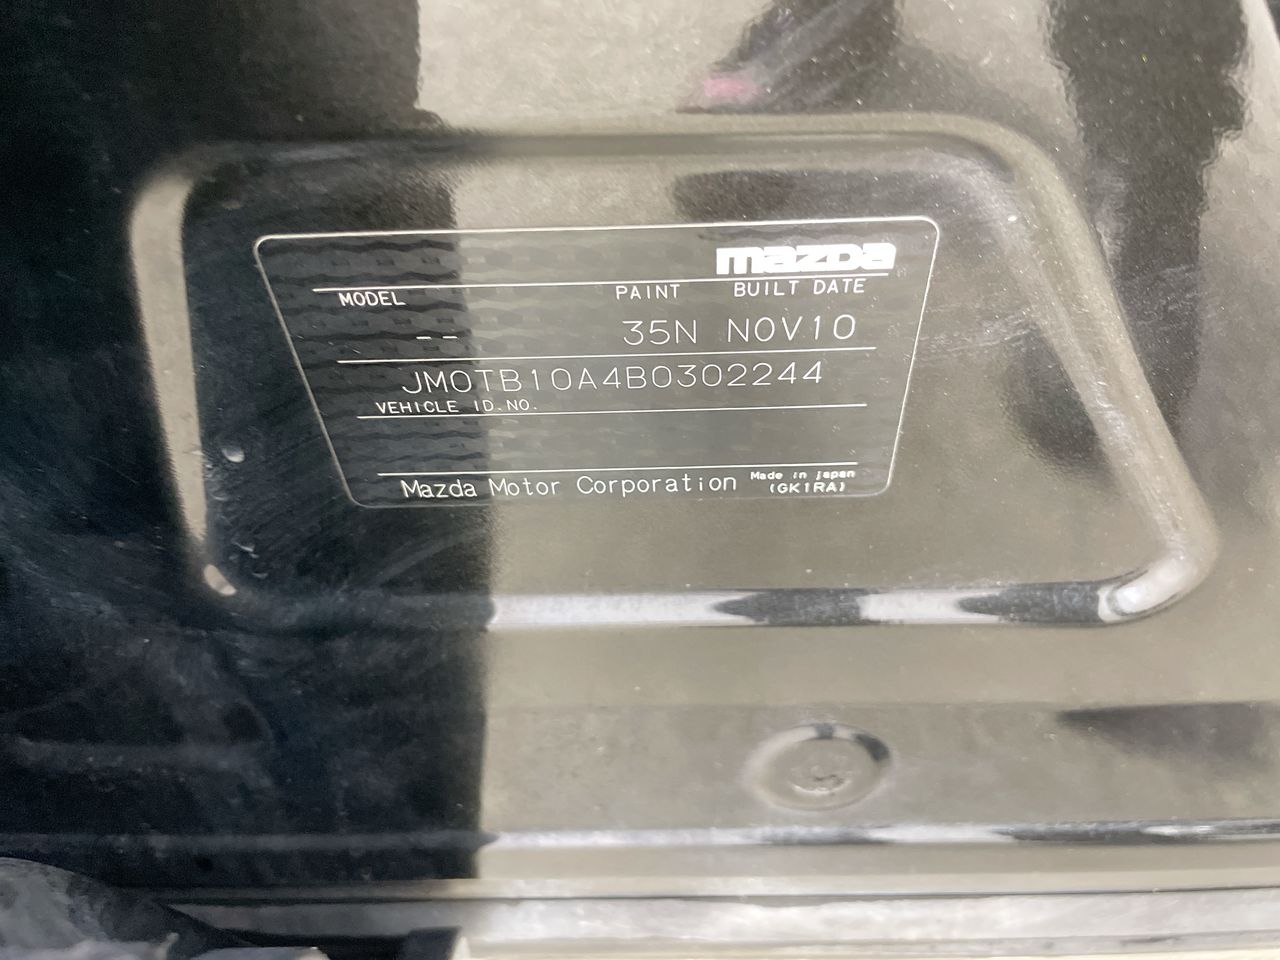 mazda
MODEL PAINT BUILT DATE
-- 35N NOV10
JM0TB10A4B0302244
VEHICLE ID.NO.
Mazda Motor Corporation Made in japan
(GK1RA)